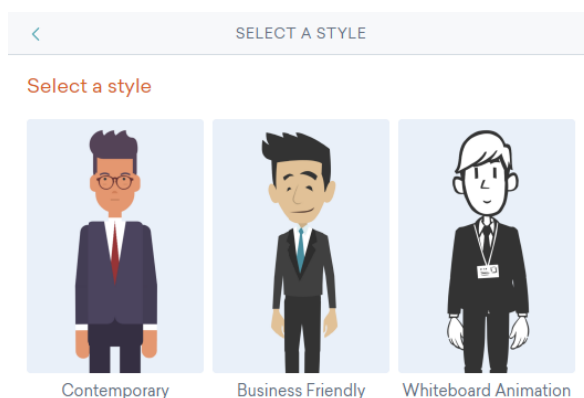 SELECT A STYLE
Select a style
Contemporary
Business Friendly
Whiteboard Animation